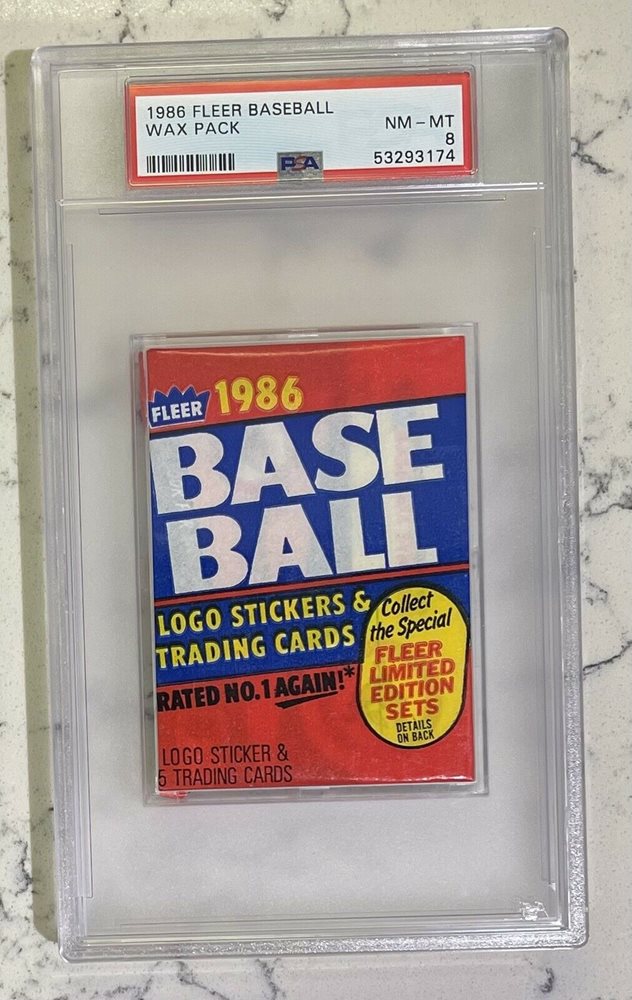 1986 FLEER BASEBALL
WAX PACK
NM - MT
8
53293174
PSA
FLEER
1986
BASE
BALL
LOGO STICKERS &
TRADING CARDS
RATED NO.1 AGAIN!*
Collect
the Special
FLEER
LIMITED
EDITION
SETS
DETAILS
ON BACK
LOGO STICKER &
5 TRADING CARDS